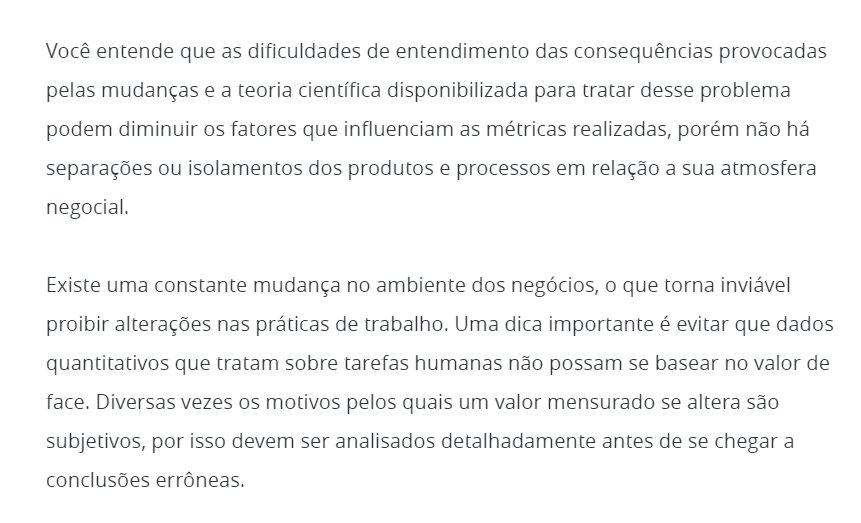 Você entende que as dificuldades de entendimento das consequências provocadas
pelas mudanças e a teoria científica disponibilizada para tratar desse problema
podem diminuir os fatores que influenciam as métricas realizadas, porém não há
separações ou isolamentos dos produtos e processos em relação a sua atmosfera
negocial.
Existe uma constante mudança no ambiente dos negócios, o que torna inviável
proibir alterações nas práticas de trabalho. Uma dica importante é evitar que dados
quantitativos que tratam sobre tarefas humanas não possam se basear no valor de
face. Diversas vezes os motivos pelos quais um valor mensurado se altera são
subjetivos, por isso devem ser analisados detalhadamente antes de se chegar a
conclusões errôneas.